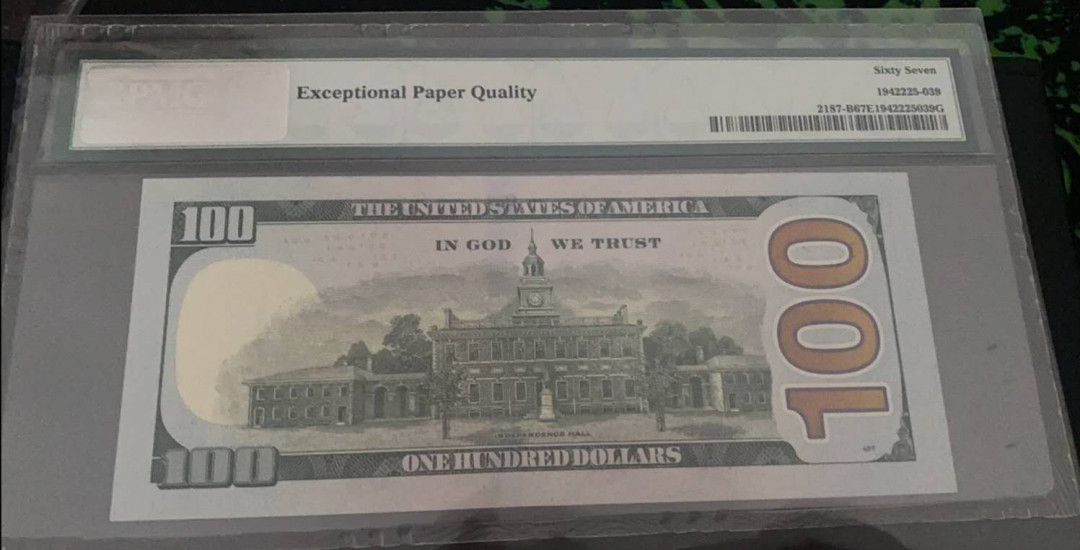 PMG
Exceptional Paper Quality
Sixty Seven
1942225-039
2187-B67E1942225039G
100
THE UNITED STATES OF AMERICA
IN GOD WE TRUST
100
INDEPENDENCE HALL
100
ONE HUNDRED DOLLARS